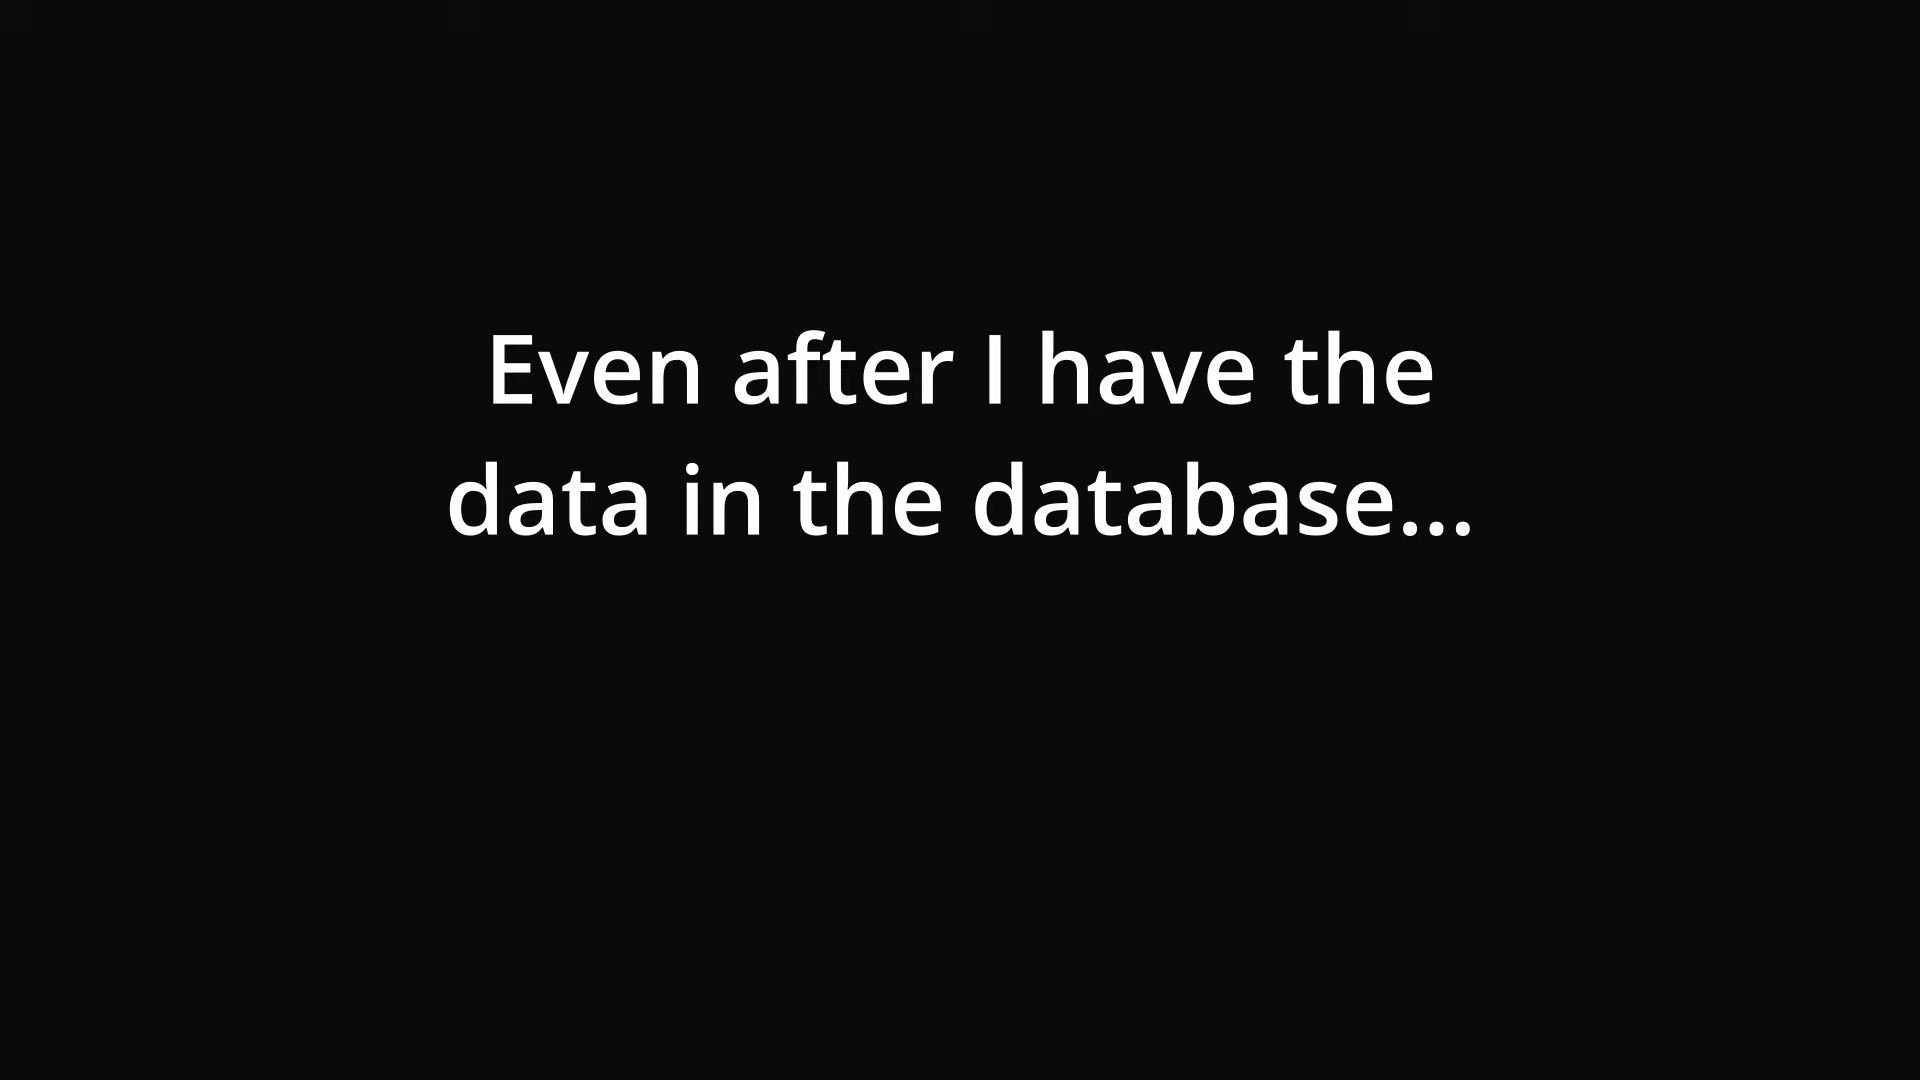 Even after I have the
data in the database...